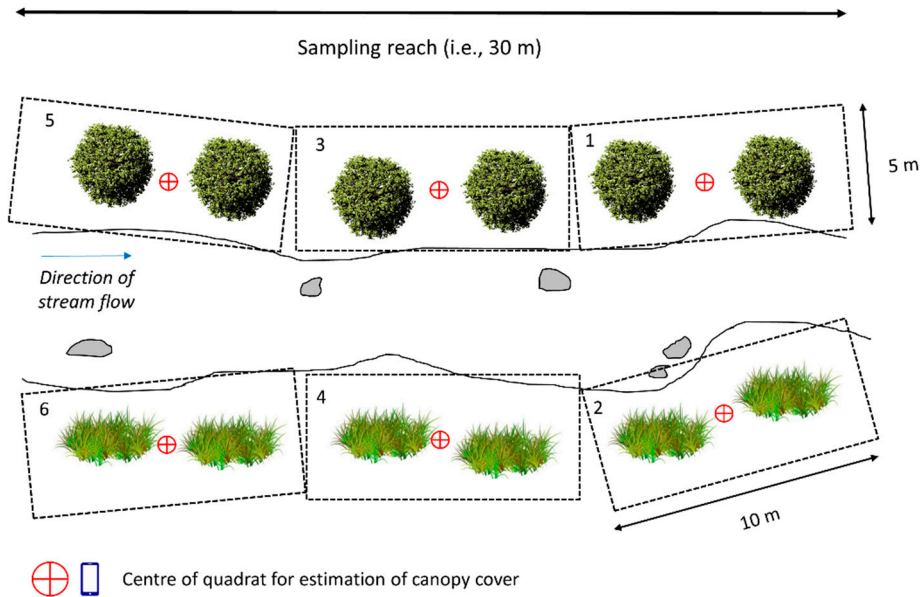 Sampling reach (i.e., 30 m)
5
3
1
5 m
Direction of
stream flow
6
4
2
10 m
Centre of quadrat for estimation of canopy cover